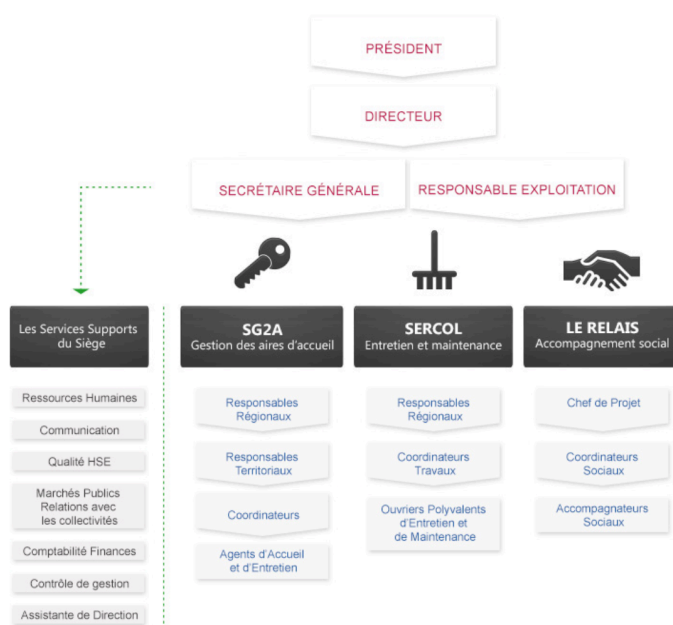 PRÉSIDENT
DIRECTEUR
SECRÉTAIRE GÉNÉRALE
RESPONSABLE EXPLOITATION
Les Services Supports
du Siège
Ressources Humaines
Communication
Qualité HSE
Marchés Publics
Relations avec
les collectivités
Comptabilité Finances
Contrôle de gestion
Assistante de Direction
SG2A
Gestion des aires d'accueil
Responsables
Régionaux
Responsables
Territoriaux
Coordinateurs
Agents d'Accueil
et d'Entretien
SERCOL
Entretien et maintenance
Responsables
Régionaux
Coordinateurs
Travaux
Ouvriers Polyvalents
d'Entretien et
de Maintenance
LE RELAIS
Accompagnement social
Chef de Projet
Coordinateurs
Sociaux
Accompagnateurs
Sociaux